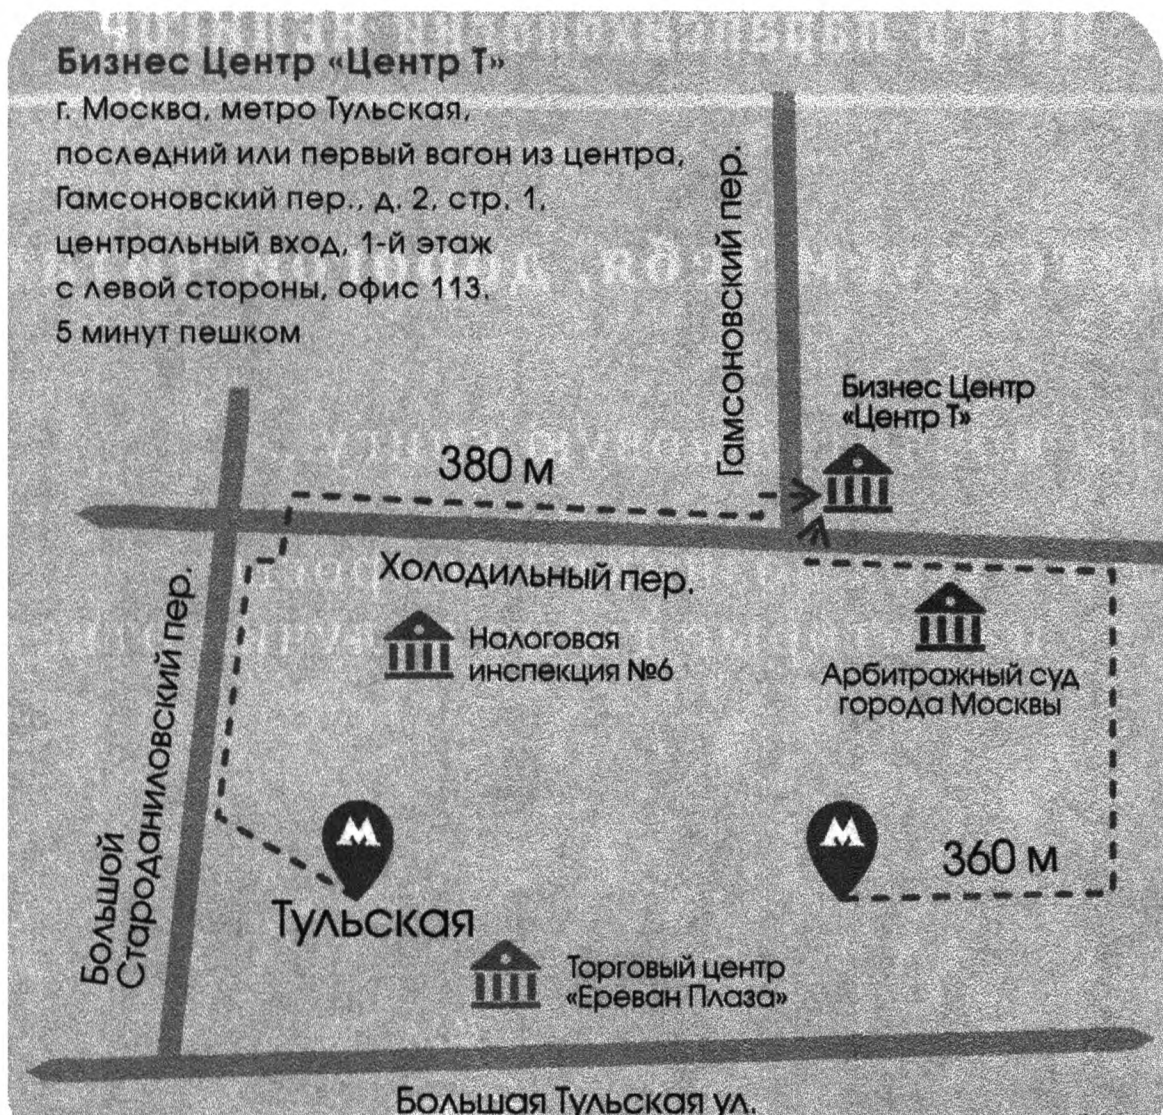 Бизнес Центр «Центр Т»
г. Москва, метро Тульская,
последний или первый вагон из центра,
Гамсоновский пер., д. 2, стр. 1,
центральный вход, 1-й этаж
с левой стороны, офис 113,
5 минут пешком
Гамсоновский пер.
Бизнес Центр
«Центр Т»
380 м
Холодильный пер.
Налоговая
инспекция №6
Арбитражный суд
города Москвы
Большой
Староданиловский пер.
М
Тульская
М
360 м
Торговый центр
«Ереван Плаза»
Большая Тульская ул.